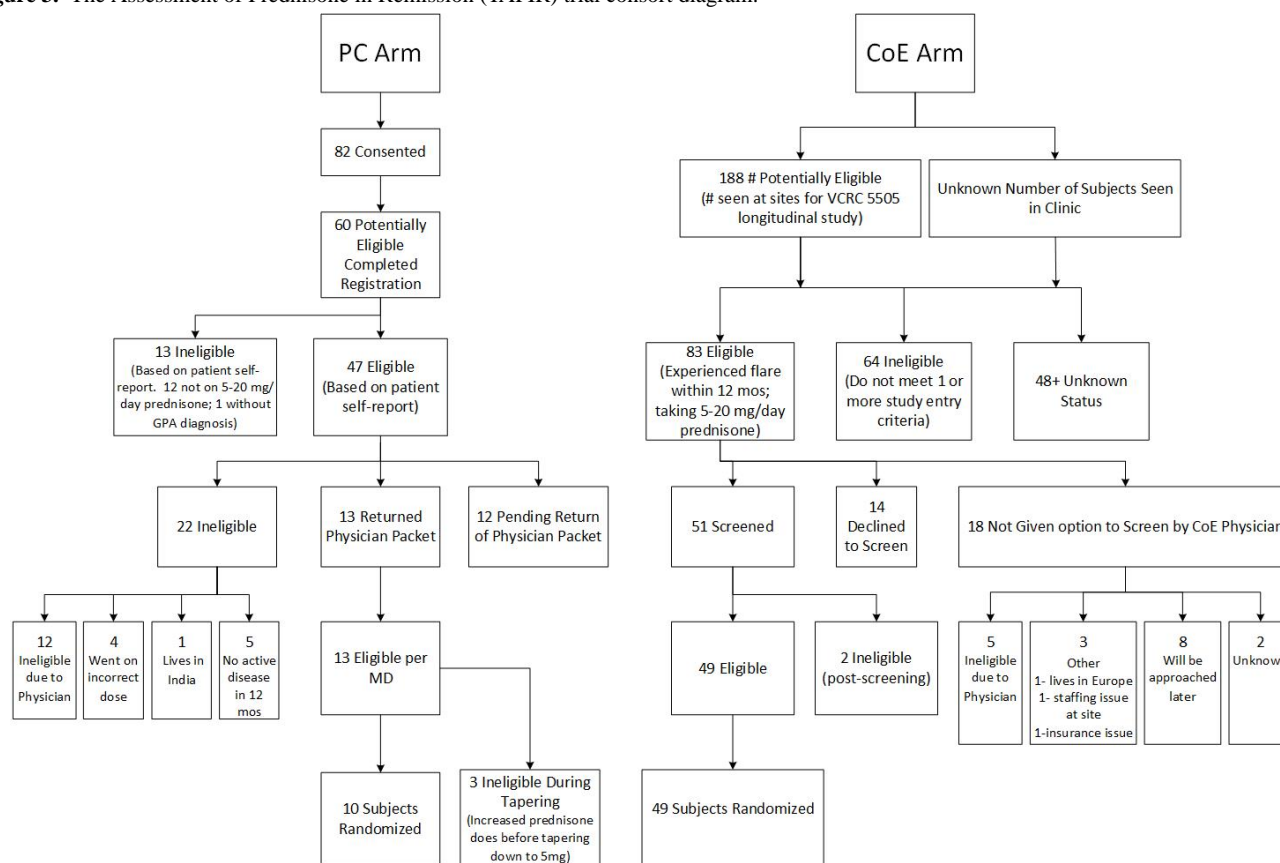 Figure 3. The Assessment of Prednisone in Remission (TAPIR) trial consort diagram.
PC Arm
82 Consented
60 Potentially
Eligible
Completed
Registration
13 Ineligible
(Based on patient self-
report. 12 not on 5-20 mg/
day prednisone; 1 without
GPA diagnosis)
47 Eligible
(Based on patient
self-report)
22 Ineligible
13 Returned
Physician Packet
12 Pending Return
of Physician Packet
12
Ineligible
due to
Physician
4
Went on
incorrect
dose
1
Lives in
India
5
No active
disease
in 12
mos
13 Eligible per
MD
10 Subjects
Randomized
3 Ineligible During
Tapering
(Increased prednisone
does before tapering
down to 5mg)
CoE Arm
188 # Potentially Eligible
(# seen at sites for VCRC 5505
longitudinal study)
Unknown Number of Subjects Seen
in Clinic
83 Eligible
(Experienced flare
within 12 mos;
taking 5-20 mg/day
prednisone)
64 Ineligible
(Do not meet 1 or
more study entry
criteria)
48+ Unknown
Status
51 Screened
14
Declined
to Screen
18 Not Given option to Screen by CoE Physician
49 Eligible
2 Ineligible
(post-screening)
5
Ineligible
due to
Physician
3
Other
1- lives in Europe
1- staffing issue
at site
1-insurance issue
8
Will be
approached
later
2
Unknown
49 Subjects Randomized